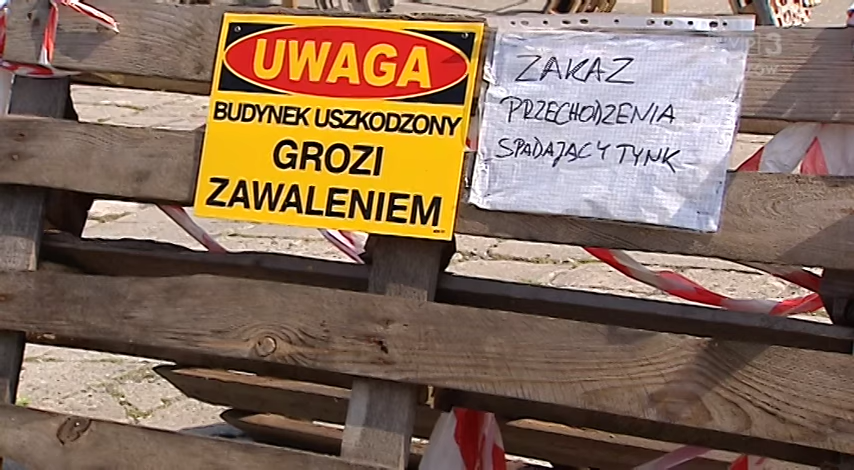 UWAGA
BUDYNEK USZKODZONY
GROZI
ZAWALENIEM
ZAKAZ
PRZECHODZENIA
SPADAJĄCY TYNK